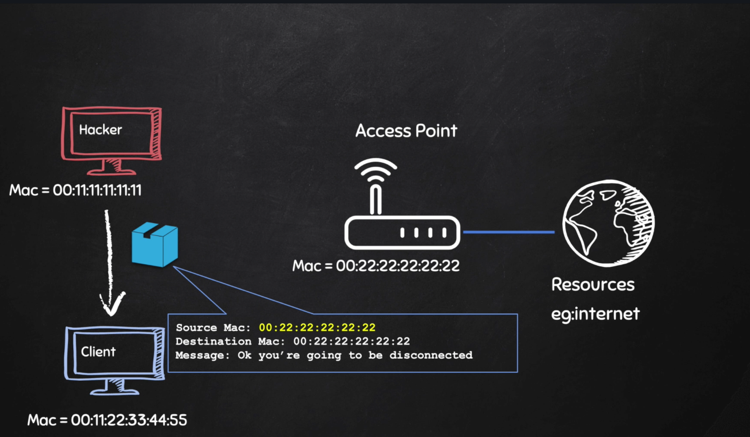 Hacker
Access Point
Mac = 00:11:11:11:11:11
Mac = 00:22:22:22:22:22
Resources
eg:internet
Source Mac: 00:22:22:22:22:22
Destination Mac: 00:22:22:22:22:22
Message: Ok you're going to be disconnected
Client
Mac = 00:11:22:33:44:55